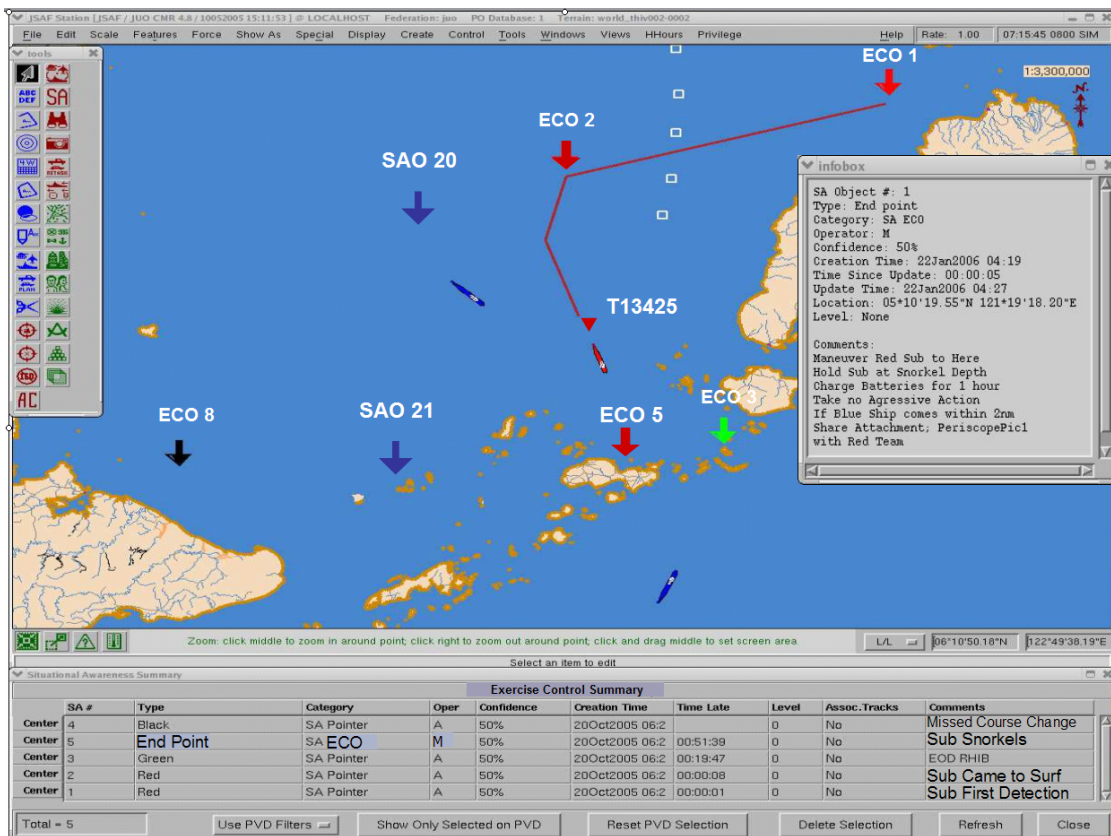 JSAF Station [JSAF / JUO CNR 4.8 / 10052005 15:11:53 ] @ LOCALHOST Federation: juo PO Database: 1 Terrain: world_thiv002-0002
File Edit Scale Features Force Show As Special Display Create Control Tools Windows Views HHours Privilege Help Rate: 1.00 07:15:45 0800 SIM
tools
ABC
DEF
SA
4W
RETASK
PLAN
AC
ECO 1
1:3,300,000
N
ECO 2
SAO 20
T13425
ECO 8
SAO 21
ECO 5
ECO 3
infobox
SA Object #: 1
Type: End point
Category: SA ECO
Operator: M
Confidence: 50%
Creation Time: 22Jan2006 04:19
Time Since Update: 00:00:05
Update Time: 22Jan2006 04:27
Location: 05*10'19.55"N 121*19'18.20"E
Level: None
Comments:
Maneuver Red Sub to Here
Hold Sub at Snorkel Depth
Charge Batteries for 1 hour
Take no Agressive Action
If Blue Ship comes within 2nm
Share Attachment; PeriscopePic1
with Red Team
Zoom: click middle to zoom in around point; click right to zoom out around point; click and drag middle to set screen area L/L 06°10'50.18"N 122°49'38.19"E
Select an item to edit
Situational Awareness Summary
Exercise Control Summary
SA # Type Category Oper Confidence Creation Time Time Late Level Assoc.Tracks Comments
Center 4 Black SA Pointer A 50% 20Oct2005 06:2 0 No Missed Course Change
Center 5 End Point SA ECO M 50% 20Oct2005 06:2 00:51:39 0 No Sub Snorkels
Center 3 Green SA Pointer A 50% 20Oct2005 06:2 00:19:47 0 No EOD RHIB
Center 2 Red SA Pointer A 50% 20Oct2005 06:2 00:00:08 0 No Sub Came to Surf
Center 1 Red SA Pointer A 50% 20Oct2005 06:2 00:00:01 0 No Sub First Detection
Total = 5 Use PVD Filters Show Only Selected on PVD Reset PVD Selection Delete Selection Refresh Close